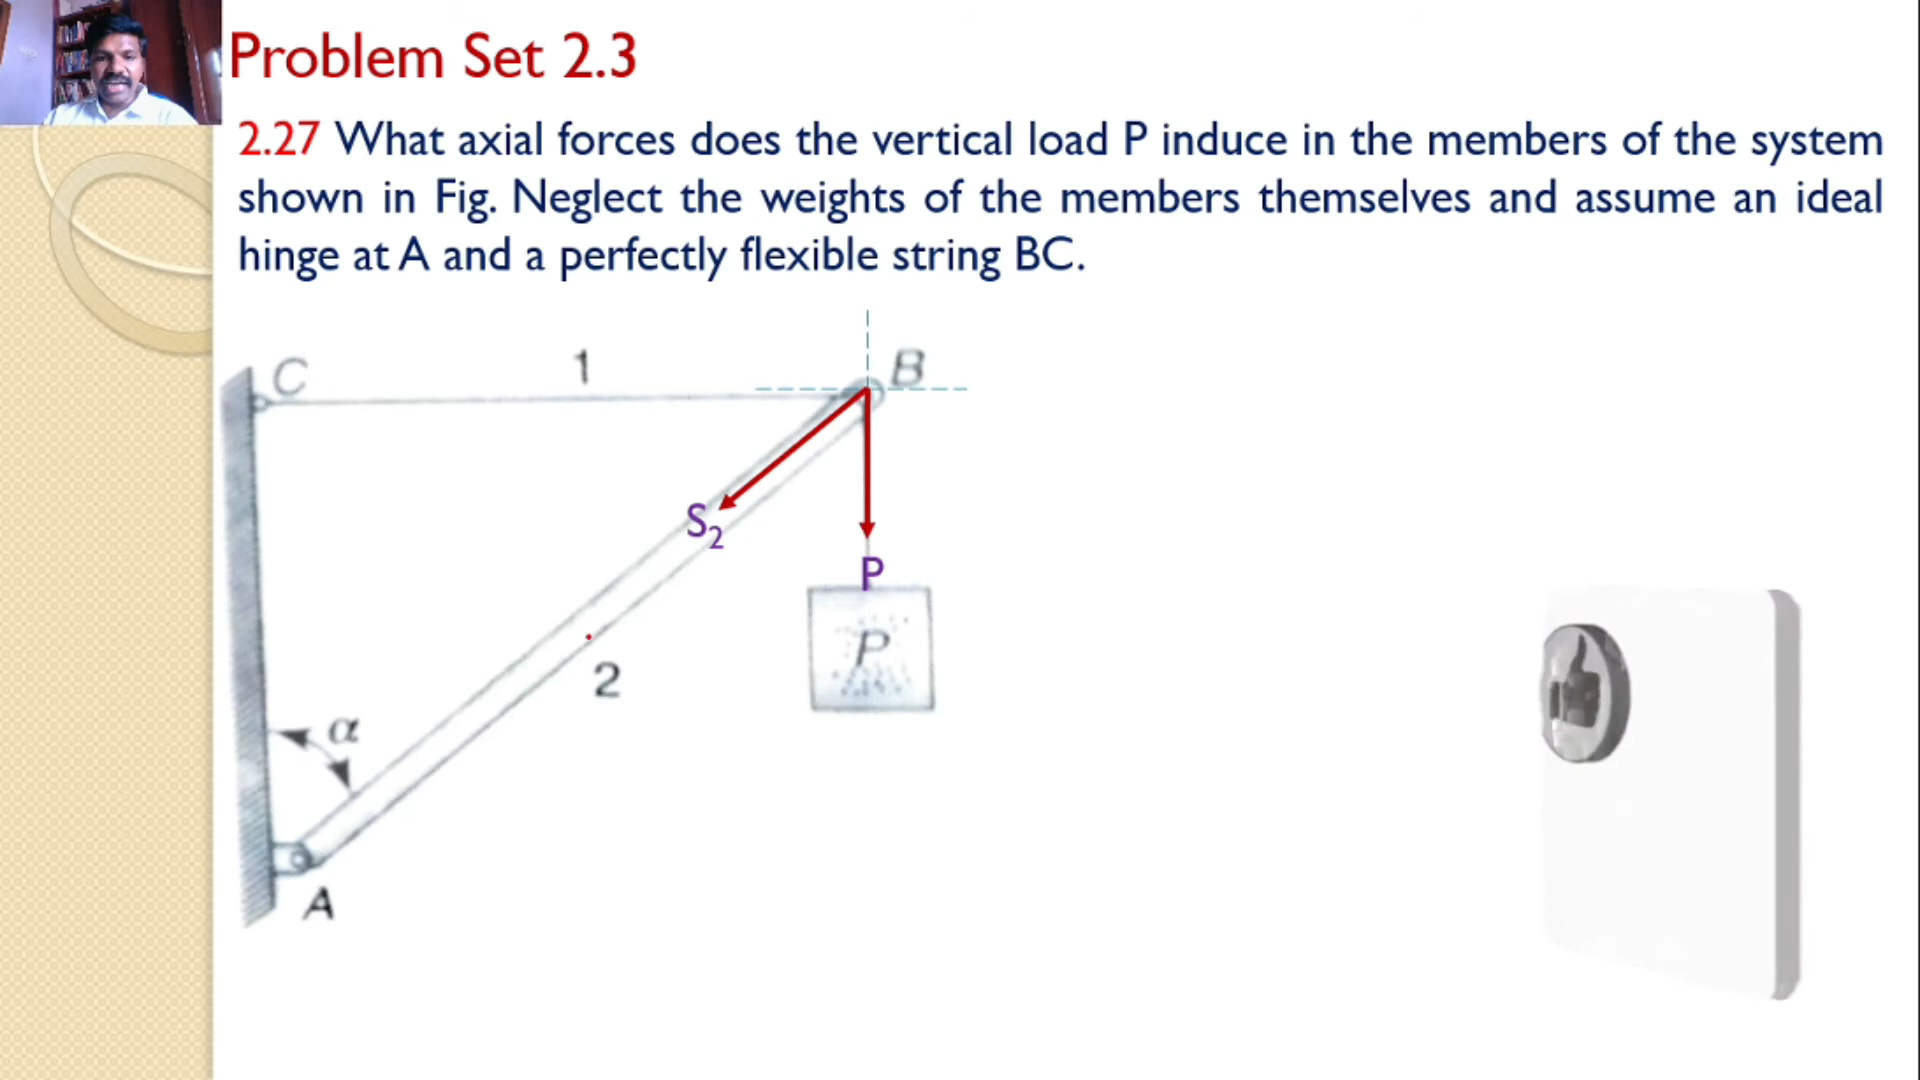 Problem Set 2.3
2.27 What axial forces does the vertical load P induce in the members of the system
shown in Fig. Neglect the weights of the members themselves and assume an ideal
hinge at A and a perfectly flexible string BC.
C
1
B
S2
P
P
2
α
A